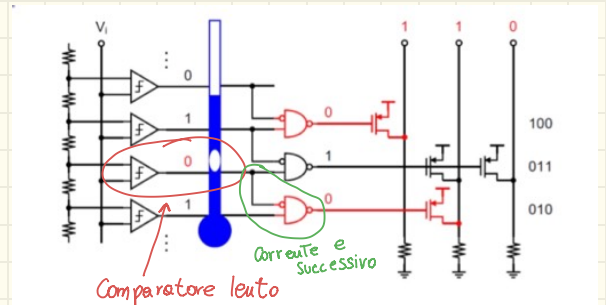 Vi
1 1 0
0
1
0
1
0
1
0
100
011
010
Corrente e
Successivo
Comparatore lento